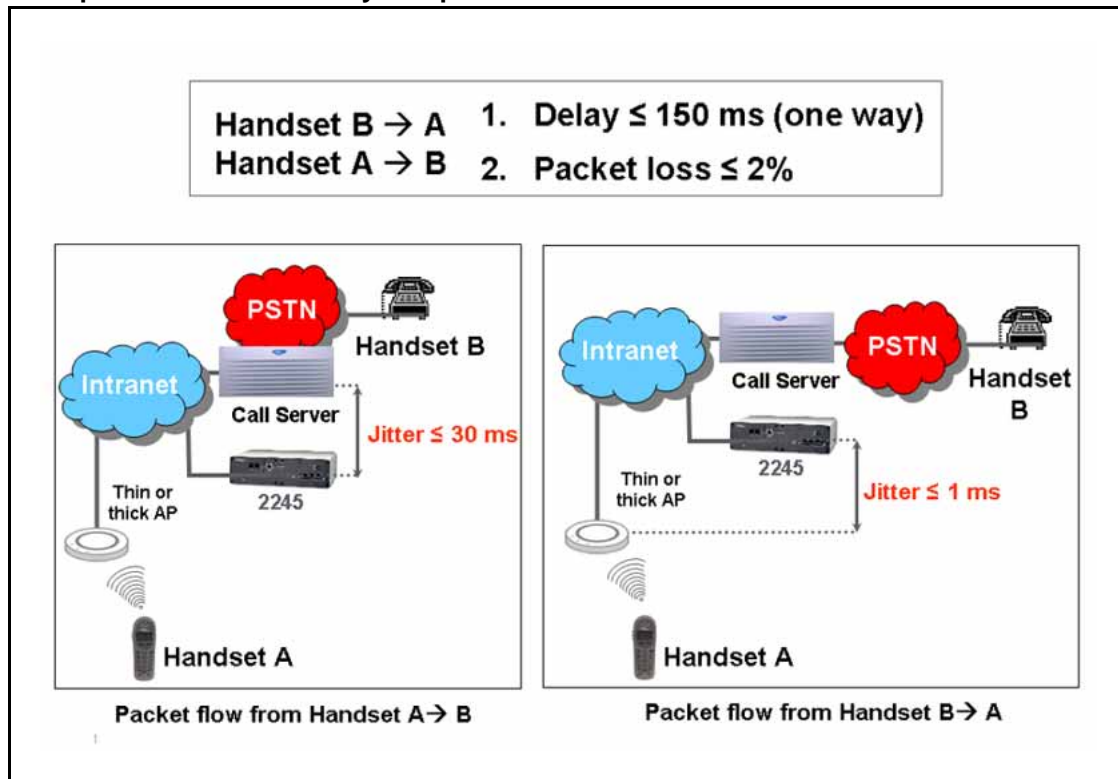 Handset B → A
Handset A → B
1. Delay ≤ 150 ms (one way)
2. Packet loss ≤ 2%
PSTN
Handset B
Intranet
Call Server
Jitter ≤ 30 ms
2245
Thin or
thick AP
Handset A
Packet flow from Handset A→ B
Intranet
Call Server
PSTN
Handset
B
2245
Thin or
thick AP
Jitter ≤ 1 ms
Handset A
Packet flow from Handset B→ A